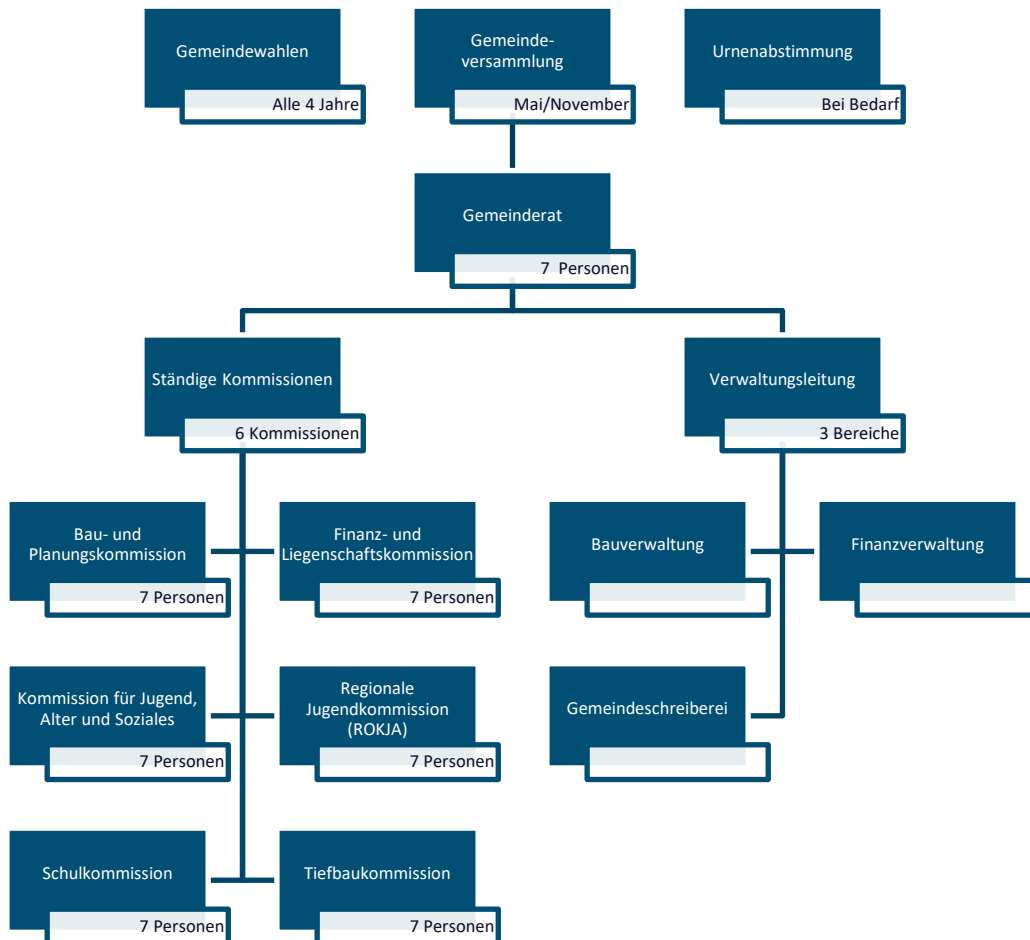 Gemeindewahlen
Alle 4 Jahre
Gemeinde-
versammlung
Mai/November
Urnenabstimmung
Bei Bedarf
Gemeinderat
7 Personen
Ständige Kommissionen
6 Kommissionen
Verwaltungsleitung
3 Bereiche
Bau- und
Planungskommission
7 Personen
Finanz- und
Liegenschaftskommission
7 Personen
Bauverwaltung
Finanzverwaltung
Kommission für Jugend,
Alter und Soziales
7 Personen
Regionale
Jugendkommission
(ROKJA)
7 Personen
Gemeindeschreiberei
Schulkommission
7 Personen
Tiefbaukommission
7 Personen